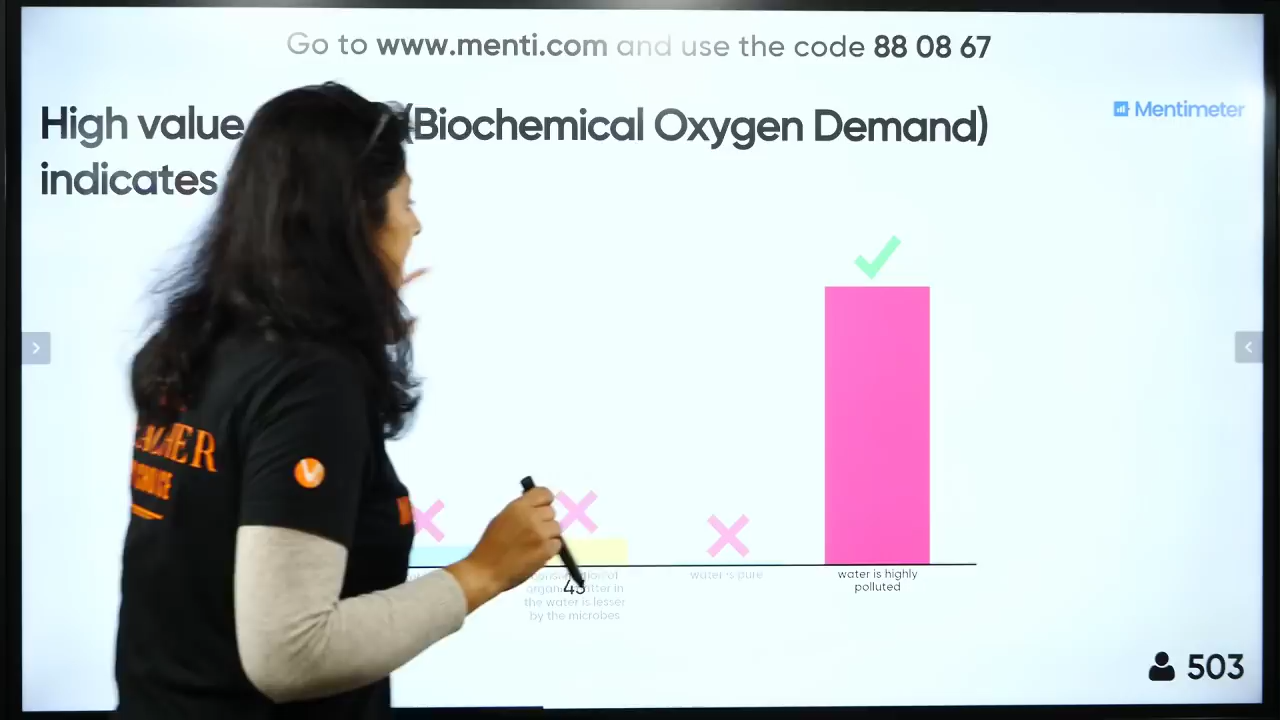 Go to www.menti.com and use the code 88 08 67
Mentimeter
High value (Biochemical Oxygen Demand)
indicates
water is pure
water is highly
polluted
43
the water is lesser
by the microbes
503